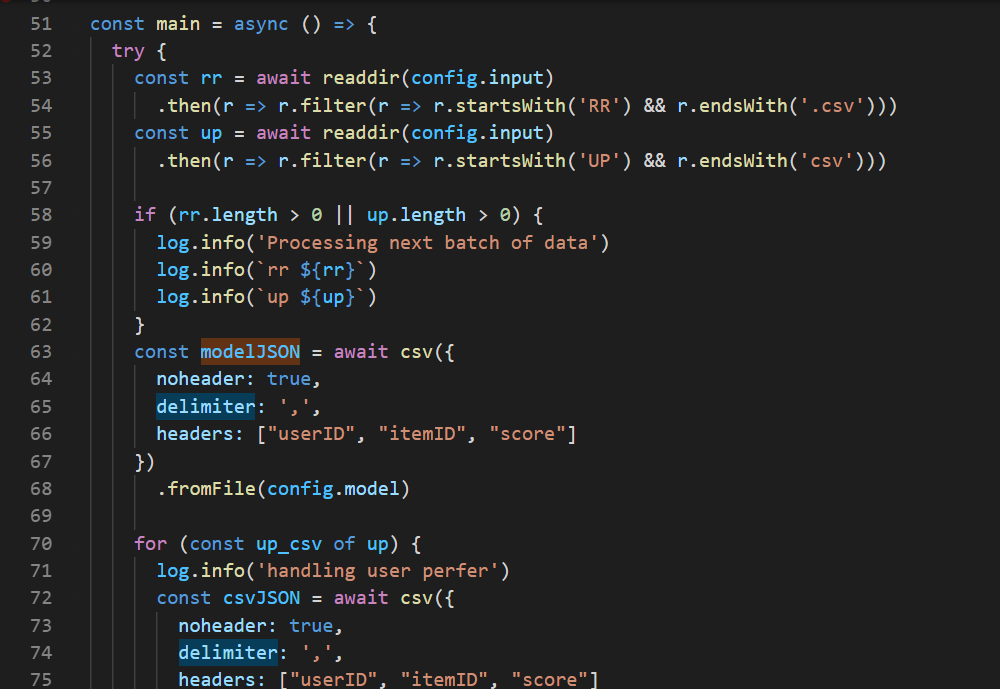 51 const main = async () => {
52 try {
53 const rr = await readdir(config.input)
54 .then(r => r.filter(r => r.startsWith('RR') && r.endsWith('.csv')))
55 const up = await readdir(config.input)
56 .then(r => r.filter(r => r.startsWith('UP') && r.endsWith('csv')))
57
58 if (rr.length > 0 || up.length > 0) {
59 log.info('Processing next batch of data')
60 log.info(`rr ${rr}`)
61 log.info(`up ${up}`)
62 }
63 const modelJSON = await csv({
64 noheader: true,
65 delimiter: ',',
66 headers: ["userID", "itemID", "score"]
67 })
68 .fromFile(config.model)
69
70 for (const up_csv of up) {
71 log.info('handling user perfer')
72 const csvJSON = await csv({
73 noheader: true,
74 delimiter: ',',
75 headers: ["userID", "itemID", "score"]